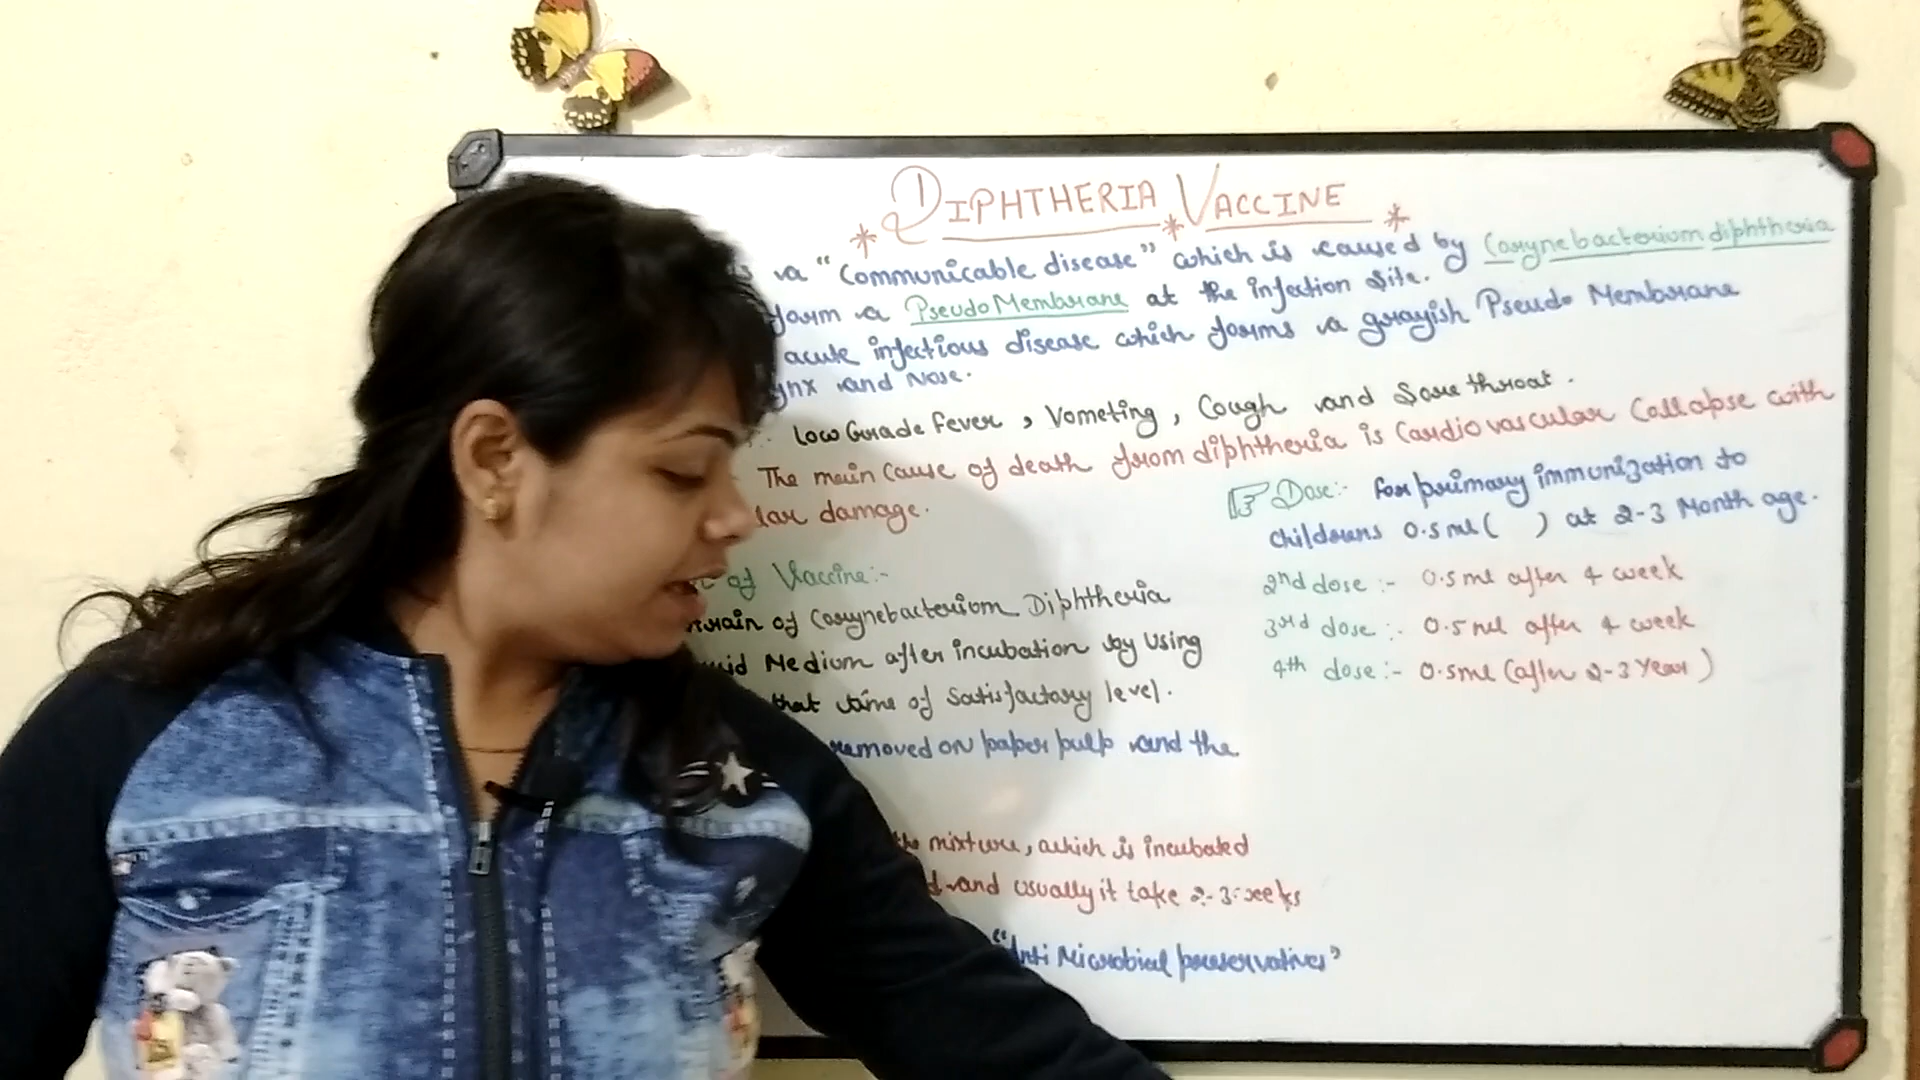 * DIPHTHERIA * VACCINE *
is a "Communicable disease" which is caused by Corynebacterium diphtheria
form a Pseudo Membrane at the infection site.
acute infectious disease which forms a grayish Pseudo Membrane
ynx and Nose.
:- Low Grade Fever, Vometing, Cough and Sore throat.
The main Cause of death from diphtheria is Cardiovascular Collapse with
lar damage.
of Vaccine:-
rain of Corynebacteriom Diphtheria
uid Medium after incubation by Using
that time of Satisfactory level.
removed on paper pulp and the
the mixture, which is incubated
d and usually it take 2-3 weeks
"Anti Microbial preservatives"
Dose:- For primary immunization to
childrens 0.5 ml ( ) at 2-3 Month age.
2nd dose :- 0.5 ml after 4 week
3rd dose :- 0.5 ml after 4 week
4th dose :- 0.5ml (after 2-3 Year)